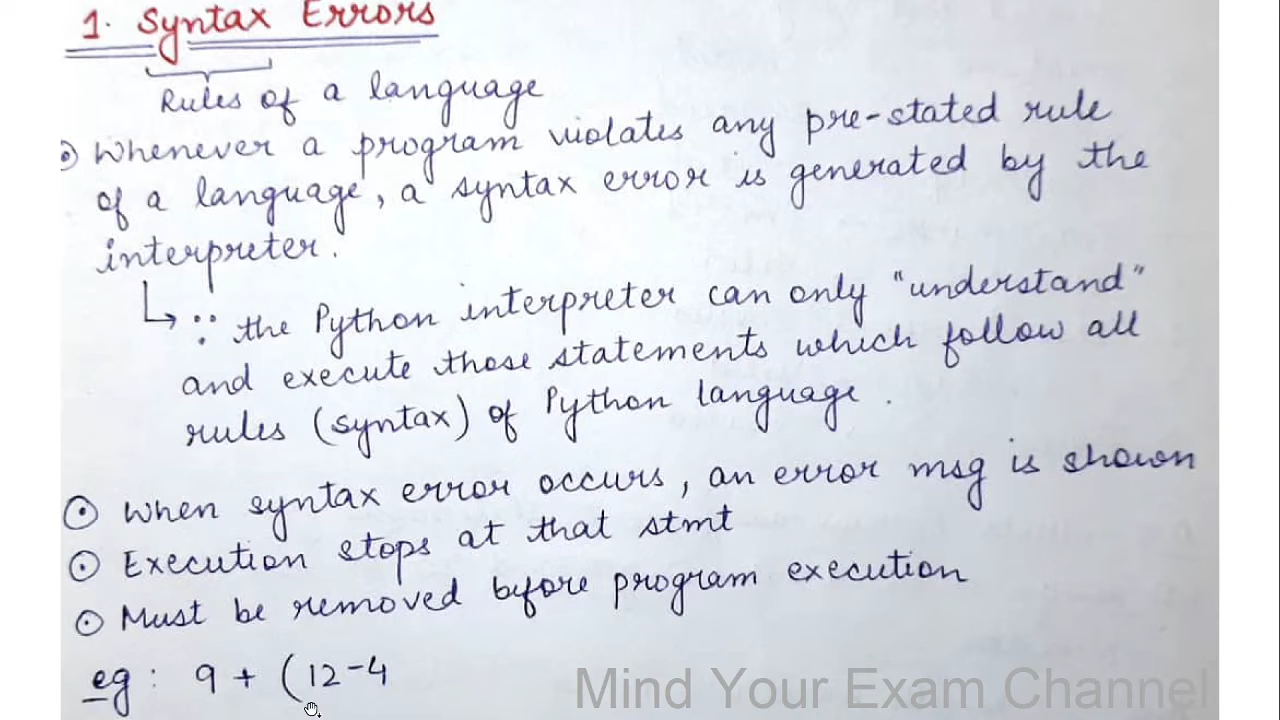 1. Syntax Errors
Rules of a language
Whenever a program violates any pre-stated rule
of a language, a syntax error is generated by the
interpreter.
↳ ∵ the Python interpreter can only "understand"
and execute those statements which follow all
rules (syntax) of Python language.
⊙ When syntax error occurs, an error msg is shown
⊙ Execution stops at that stmt
⊙ Must be removed before program execution
eg : 9 + (12-4
Mind Your Exam Channel